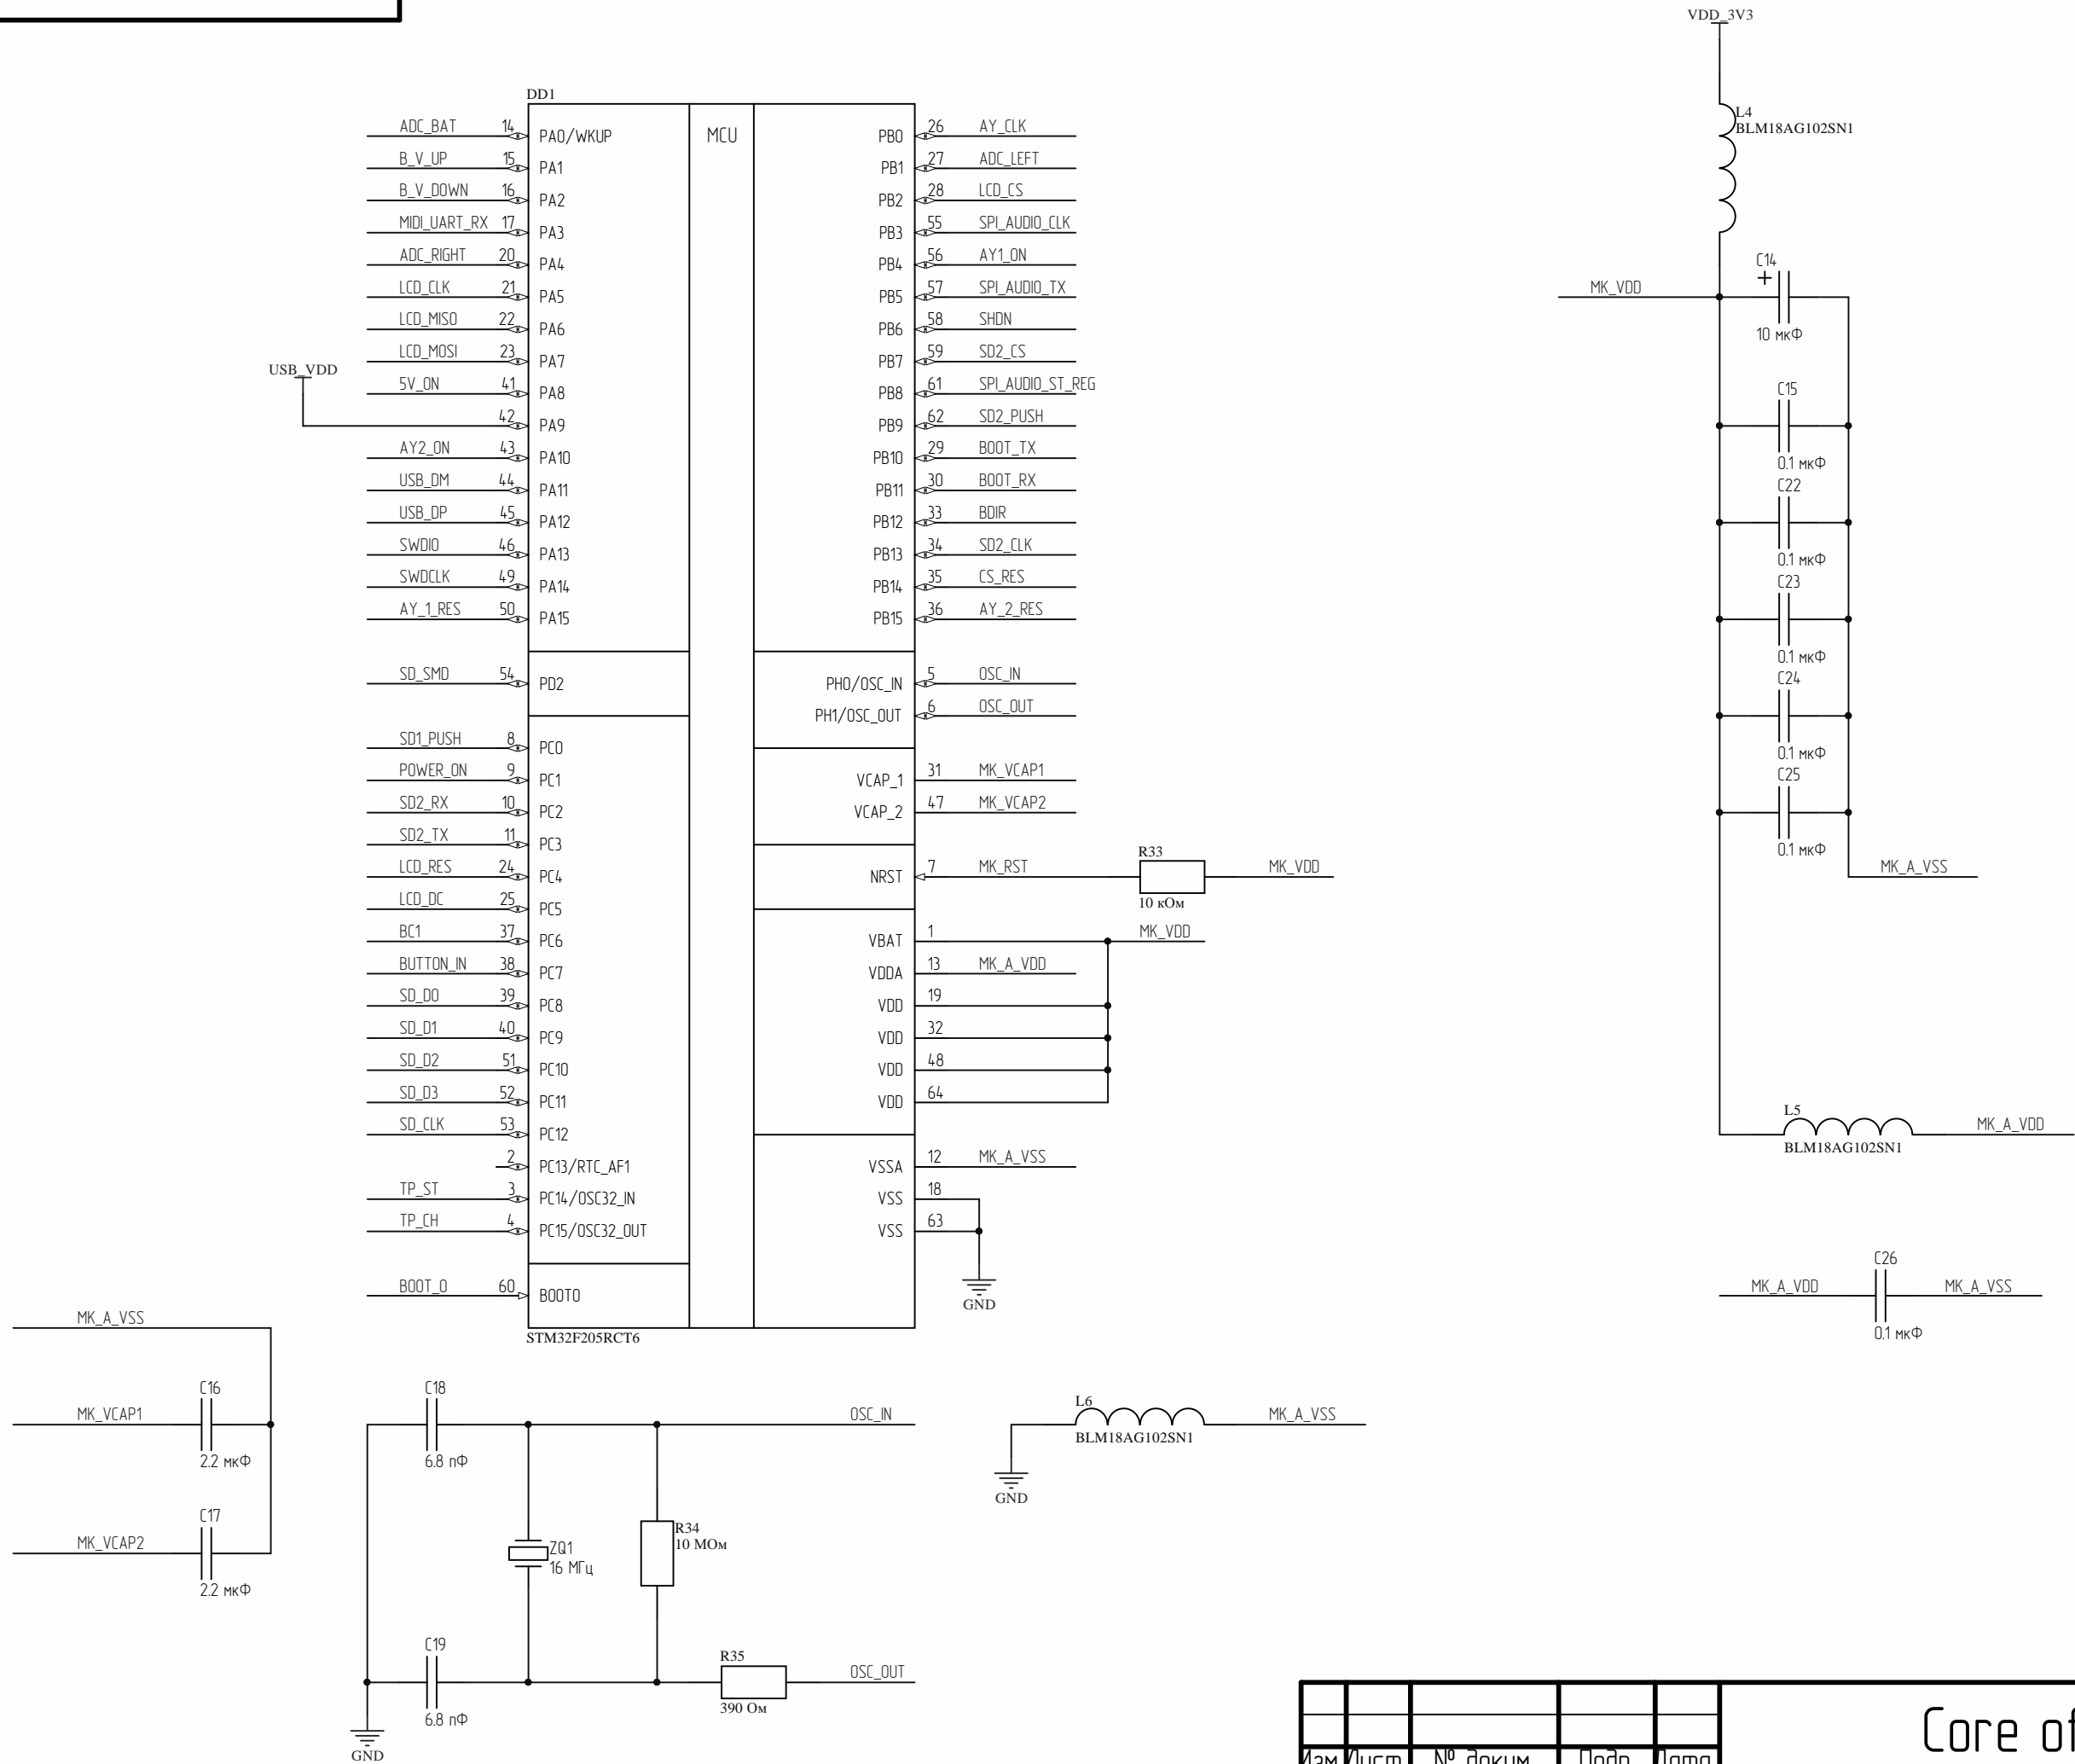 VDD_3V3
L4
BLM18AG102SN1
DD1
MCU
ADC_BAT 14 PA0/WKUP
B_V_UP 15 PA1
B_V_DOWN 16 PA2
MIDI_UART_RX 17 PA3
ADC_RIGHT 20 PA4
LCD_CLK 21 PA5
LCD_MISO 22 PA6
LCD_MOSI 23 PA7
USB_VDD
5V_ON 41 PA8
42 PA9
AY2_ON 43 PA10
USB_DM 44 PA11
USB_DP 45 PA12
SWDIO 46 PA13
SWDCLK 49 PA14
AY_1_RES 50 PA15
SD_SMD 54 PD2
SD1_PUSH 8 PC0
POWER_ON 9 PC1
SD2_RX 10 PC2
SD2_TX 11 PC3
LCD_RES 24 PC4
LCD_DC 25 PC5
BC1 37 PC6
BUTTON_IN 38 PC7
SD_D0 39 PC8
SD_D1 40 PC9
SD_D2 51 PC10
SD_D3 52 PC11
SD_CLK 53 PC12
2 PC13/RTC_AF1
TP_ST 3 PC14/OSC32_IN
TP_CH 4 PC15/OSC32_OUT
BOOT_0 60 BOOT0
STM32F205RCT6
PB0 26 AY_CLK
PB1 27 ADC_LEFT
PB2 28 LCD_CS
PB3 55 SPI_AUDIO_CLK
PB4 56 AY1_ON
PB5 57 SPI_AUDIO_TX
PB6 58 SHDN
PB7 59 SD2_CS
PB8 61 SPI_AUDIO_ST_REG
PB9 62 SD2_PUSH
PB10 29 BOOT_TX
PB11 30 BOOT_RX
PB12 33 BDIR
PB13 34 SD2_CLK
PB14 35 CS_RES
PB15 36 AY_2_RES
PH0/OSC_IN 5 OSC_IN
PH1/OSC_OUT 6 OSC_OUT
VCAP_1 31 MK_VCAP1
VCAP_2 47 MK_VCAP2
NRST 7 MK_RST
R33
10 кОм
MK_VDD
VBAT 1 MK_VDD
VDDA 13 MK_A_VDD
VDD 19
VDD 32
VDD 48
VDD 64
VSSA 12 MK_A_VSS
VSS 18
VSS 63
GND
MK_VDD
C14
+
10 мкФ
C15
0.1 мкФ
C22
0.1 мкФ
C23
0.1 мкФ
C24
0.1 мкФ
C25
0.1 мкФ
MK_A_VSS
L5
BLM18AG102SN1
MK_A_VDD
C26
MK_A_VDD MK_A_VSS
0.1 мкФ
MK_A_VSS
C16
MK_VCAP1
2.2 мкФ
C17
MK_VCAP2
2.2 мкФ
C18
6.8 пФ
OSC_IN
ZQ1
16 МГц
R34
10 МОм
C19
6.8 пФ
R35
390 Ом
OSC_OUT
GND
L6
BLM18AG102SN1
MK_A_VSS
GND
Core of
Изм Лист № докум. Подп. Дата